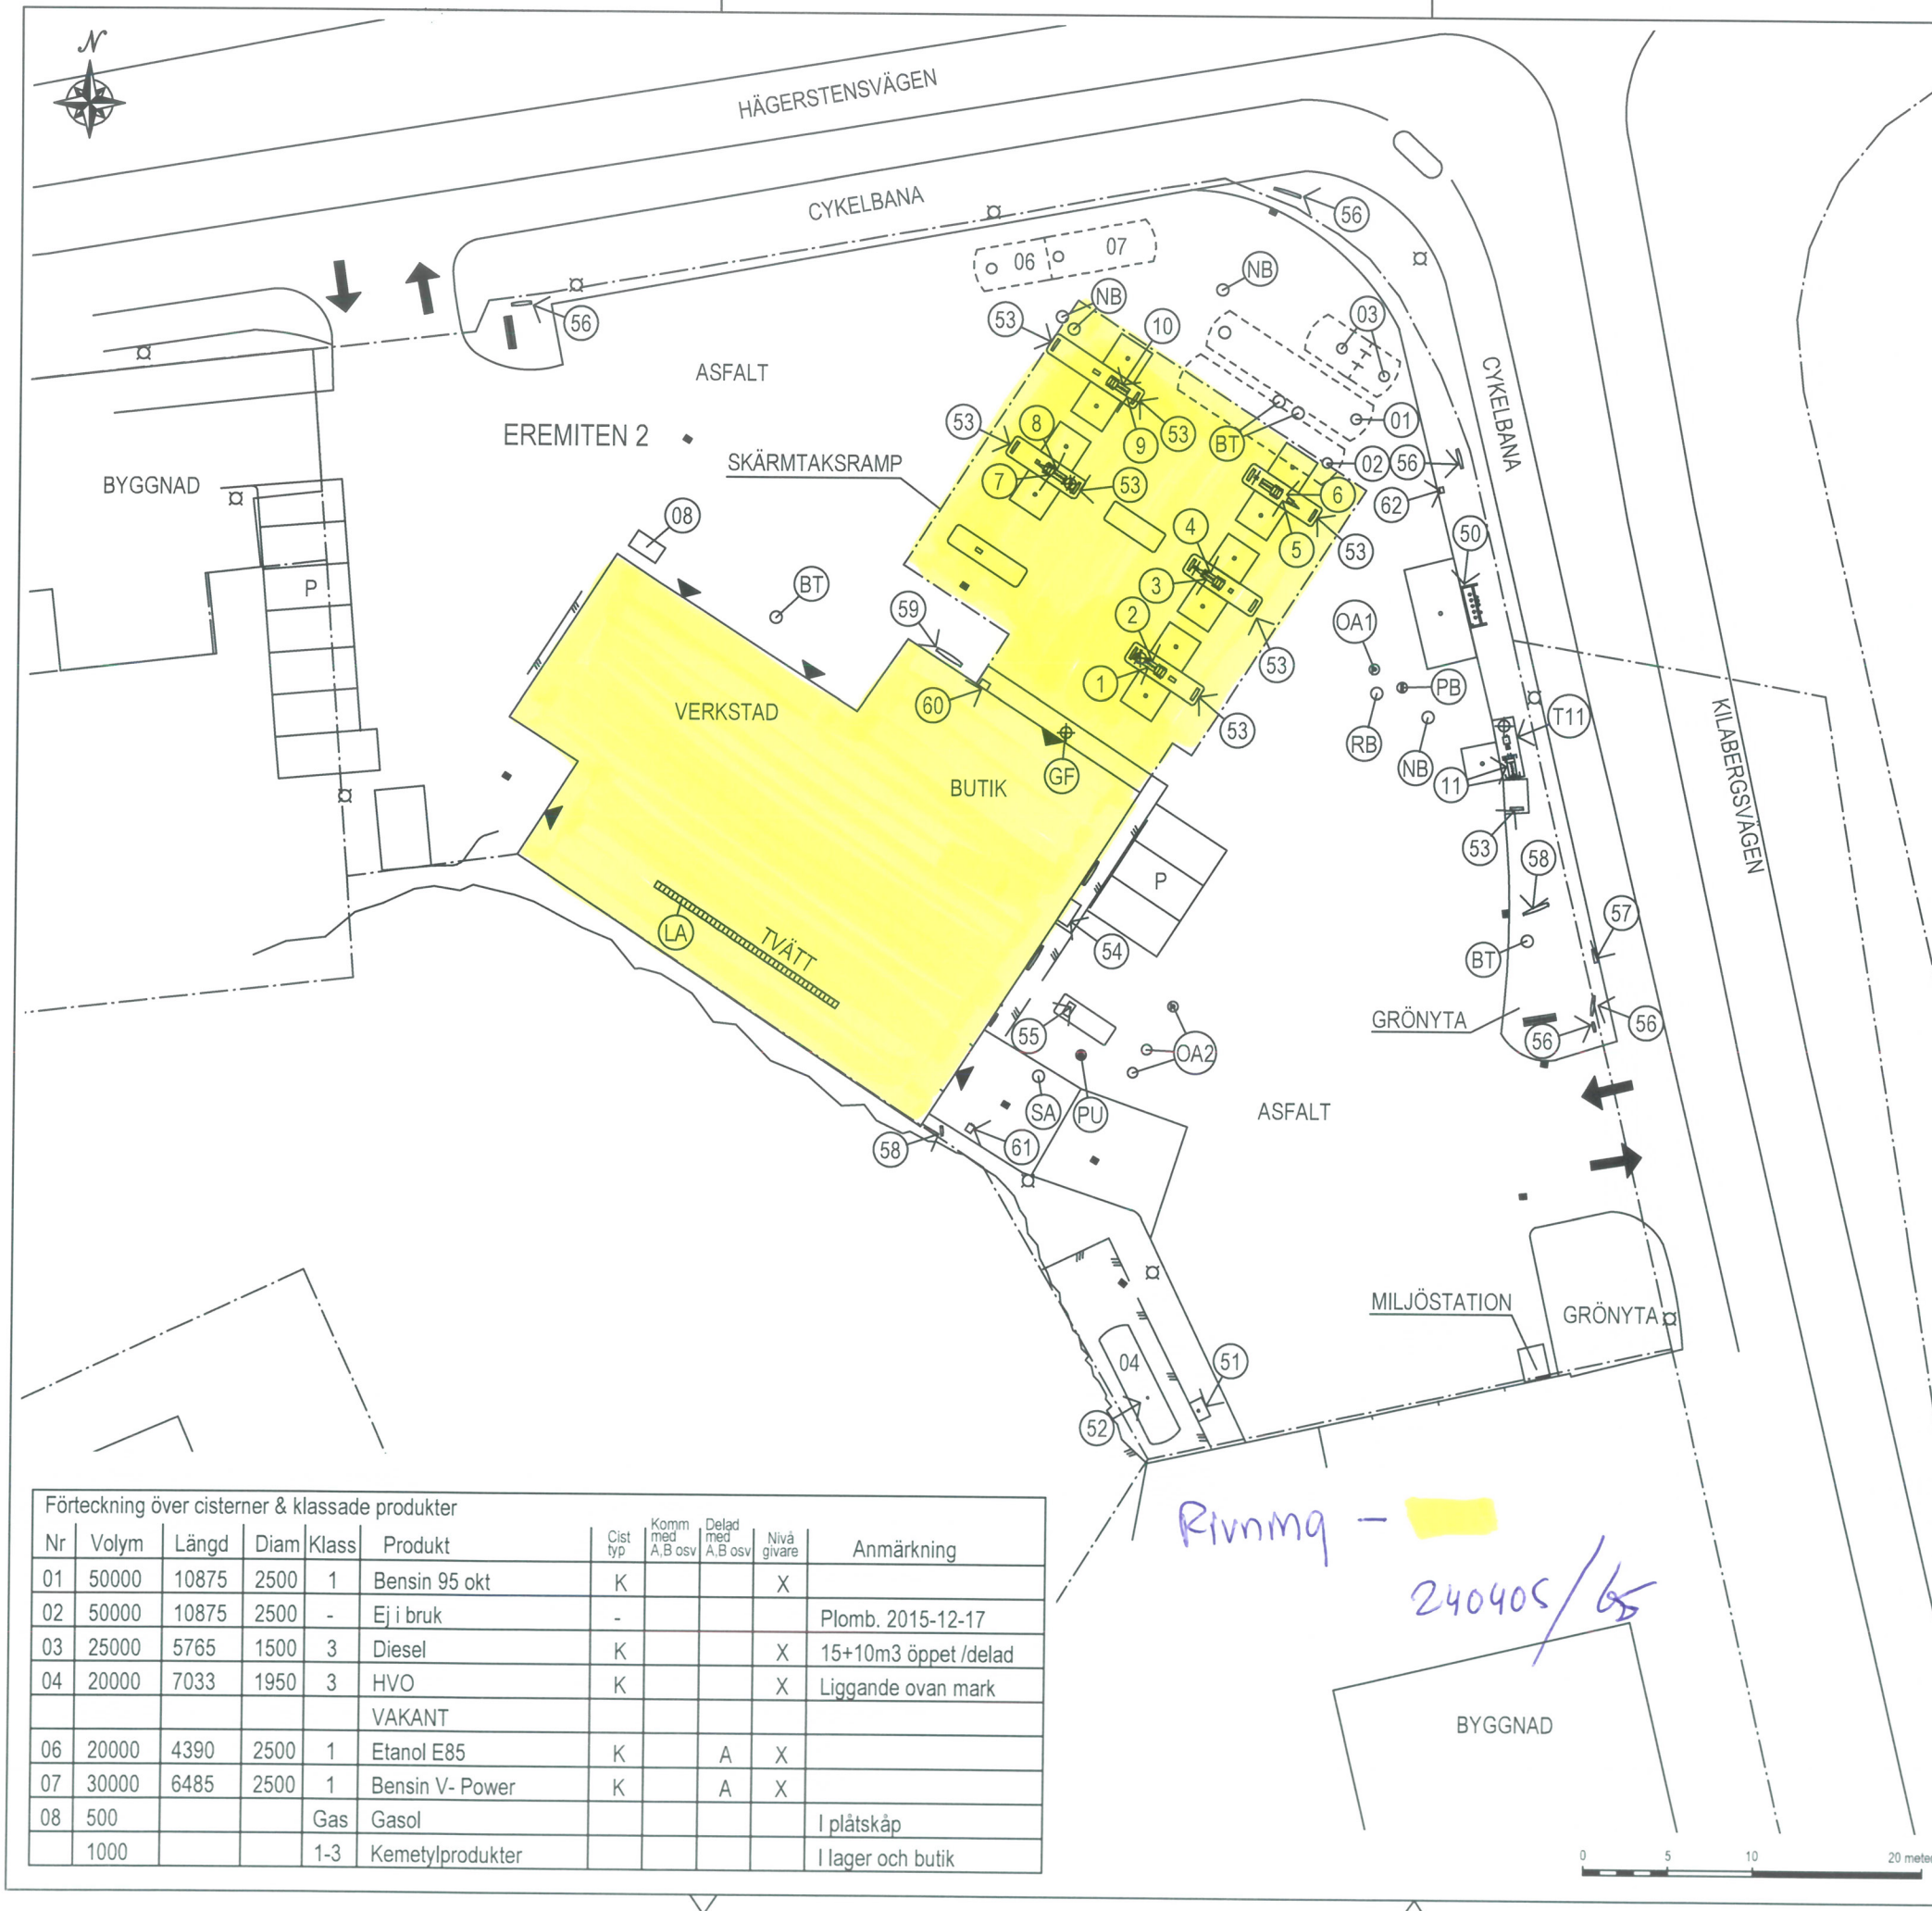 N
HÄGERSTENSVÄGEN
CYKELBANA
56
06 07
NB
56
NB
53
10
03
ASFALT
CYKELBANA
EREMITEN 2
53
8
9
53
BT
01
SKÄRMTAKSRAMP
BYGGNAD
7
53
02
56
6
62
08
4
5
53
50
P
BT
59
3
2
OA1
53
1
PB
60
VERKSTAD
53
RB
NB
T11
GF
11
BUTIK
KILABERGSVÄGEN
53
58
P
57
LA
TVÄTT
54
BT
55
GRÖNYTA
56
56
OA2
SA
PU
ASFALT
58
61
MILJÖSTATION
GRÖNYTA
04
51
52
Förteckning över cisterner & klassade produkter
Nr Volym Längd Diam Klass Produkt Cist typ Komm med A,B osv Delad med A,B osv Nivå givare Anmärkning
01 50000 10875 2500 1 Bensin 95 okt K X
02 50000 10875 2500 - Ej i bruk - Plomb. 2015-12-17
03 25000 5765 1500 3 Diesel K X 15+10m3 öppet /delad
04 20000 7033 1950 3 HVO K X Liggande ovan mark
VAKANT
06 20000 4390 2500 1 Etanol E85 K A X
07 30000 6485 2500 1 Bensin V- Power K A X
08 500 Gas Gasol I plåtskåp
1000 1-3 Kemetylprodukter I lager och butik
Rivning -
240405/
BYGGNAD
0 5 10 20 meter